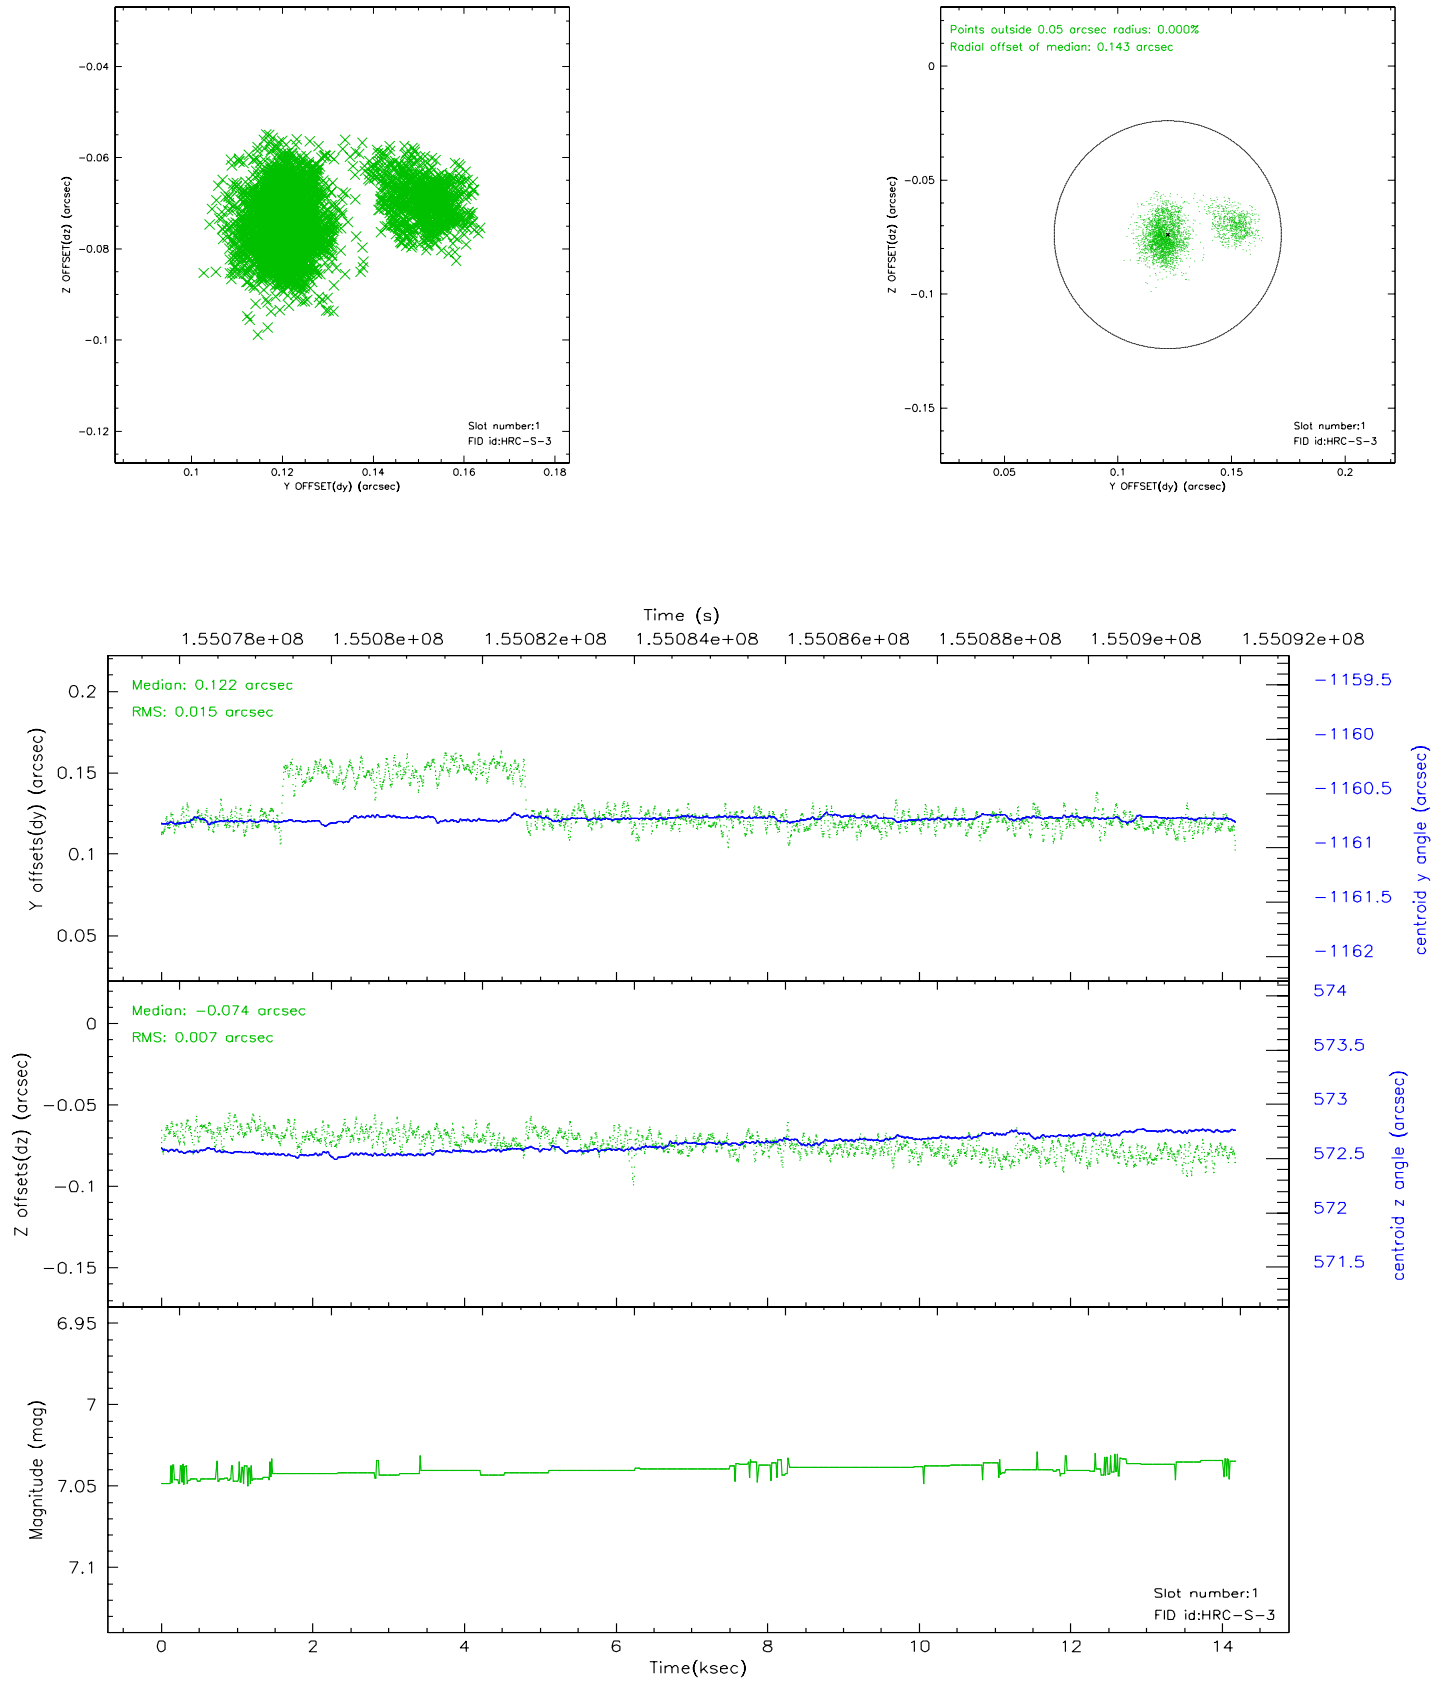 -0.04
-0.06
-0.08
-0.1
-0.12
Z OFFSET(dz) (arcsec)
Slot number:1
FID id:HRC-S-3
0.1 0.12 0.14 0.16 0.18
Y OFFSET(dy) (arcsec)
Points outside 0.05 arcsec radius: 0.000%
Radial offset of median: 0.143 arcsec
0
-0.05
-0.1
-0.15
Z OFFSET(dz) (arcsec)
Slot number:1
FID id:HRC-S-3
0.05 0.1 0.15 0.2
Y OFFSET(dy) (arcsec)
Time (s)
1.55078e+08 1.5508e+08 1.55082e+08 1.55084e+08 1.55086e+08 1.55088e+08 1.5509e+08 1.55092e+08
Median: 0.122 arcsec
RMS: 0.015 arcsec
0.2
0.15
0.1
0.05
Y offsets(dy) (arcsec)
-1159.5
-1160
-1160.5
-1161
-1161.5
-1162
centroid y angle (arcsec)
Median: -0.074 arcsec
RMS: 0.007 arcsec
0
-0.05
-0.1
-0.15
Z offsets(dz) (arcsec)
574
573.5
573
572.5
572
571.5
centroid z angle (arcsec)
6.95
7
7.05
7.1
Magnitude (mag)
Slot number:1
FID id:HRC-S-3
0 2 4 6 8 10 12 14
Time(ksec)